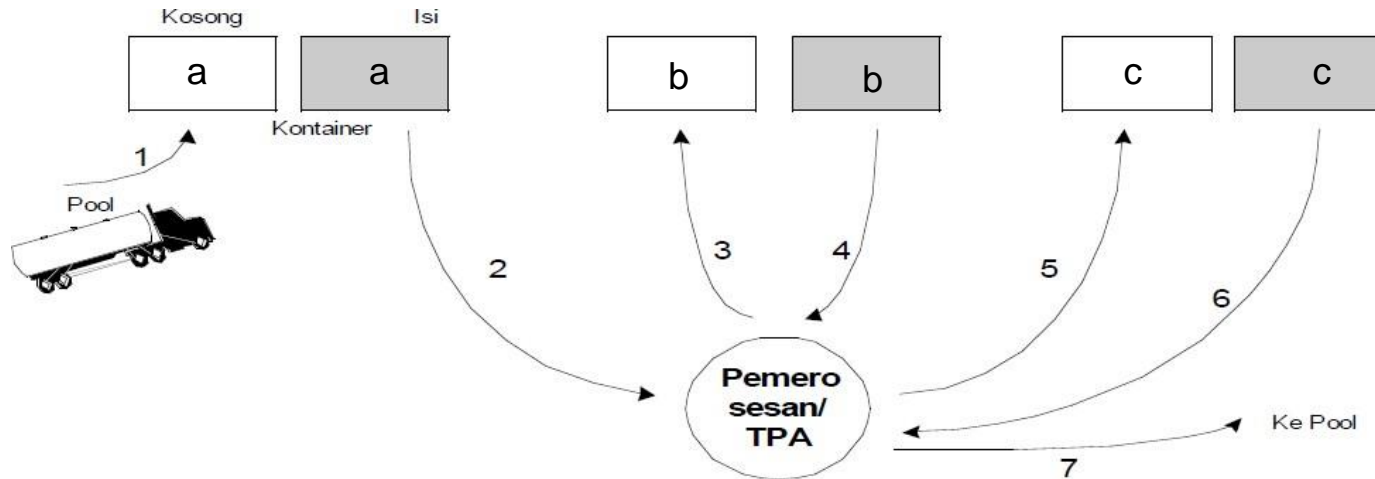 Kosong Isi
a a b b c c
Kontainer
1
Pool
2
3
4
5
6
Pemero
sesan/
TPA
Ke Pool
7